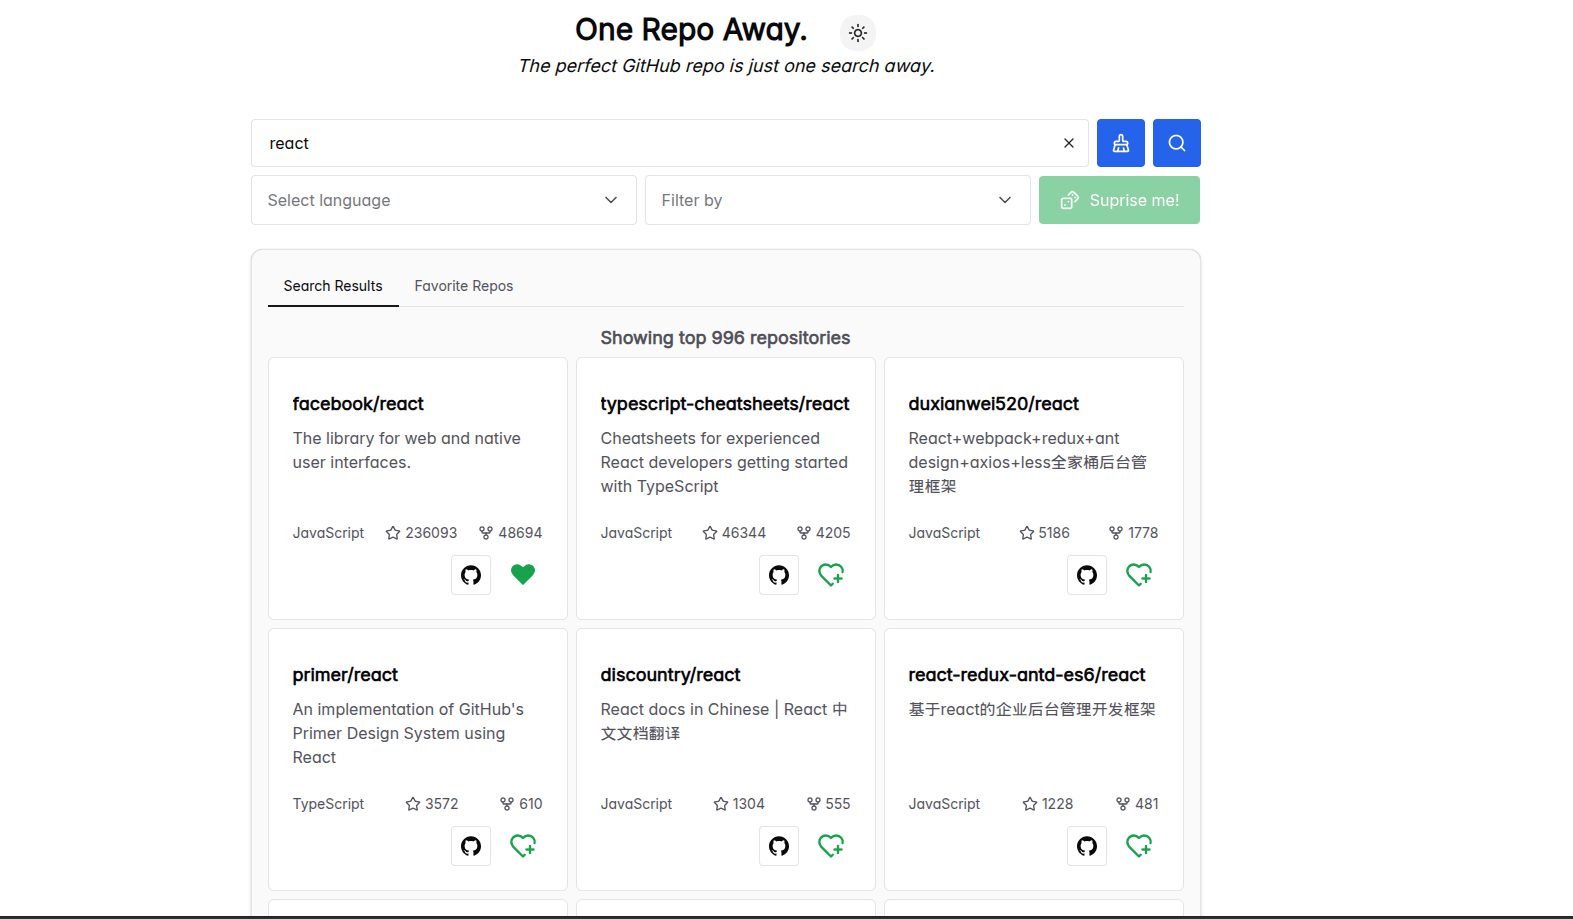 One Repo Away.
The perfect GitHub repo is just one search away.
react
Select language
Filter by
Suprise me!
Search Results
Favorite Repos
Showing top 996 repositories
facebook/react
The library for web and native
user interfaces.
JavaScript 236093 48694
typescript-cheatsheets/react
Cheatsheets for experienced
React developers getting started
with TypeScript
JavaScript 46344 4205
duxianwei520/react
React+webpack+redux+ant
design+axios+less全家桶后台管
理框架
JavaScript 5186 1778
primer/react
An implementation of GitHub's
Primer Design System using
React
TypeScript 3572 610
discountry/react
React docs in Chinese | React 中
文文档翻译
JavaScript 1304 555
react-redux-antd-es6/react
基于react的企业后台管理开发框架
JavaScript 1228 481